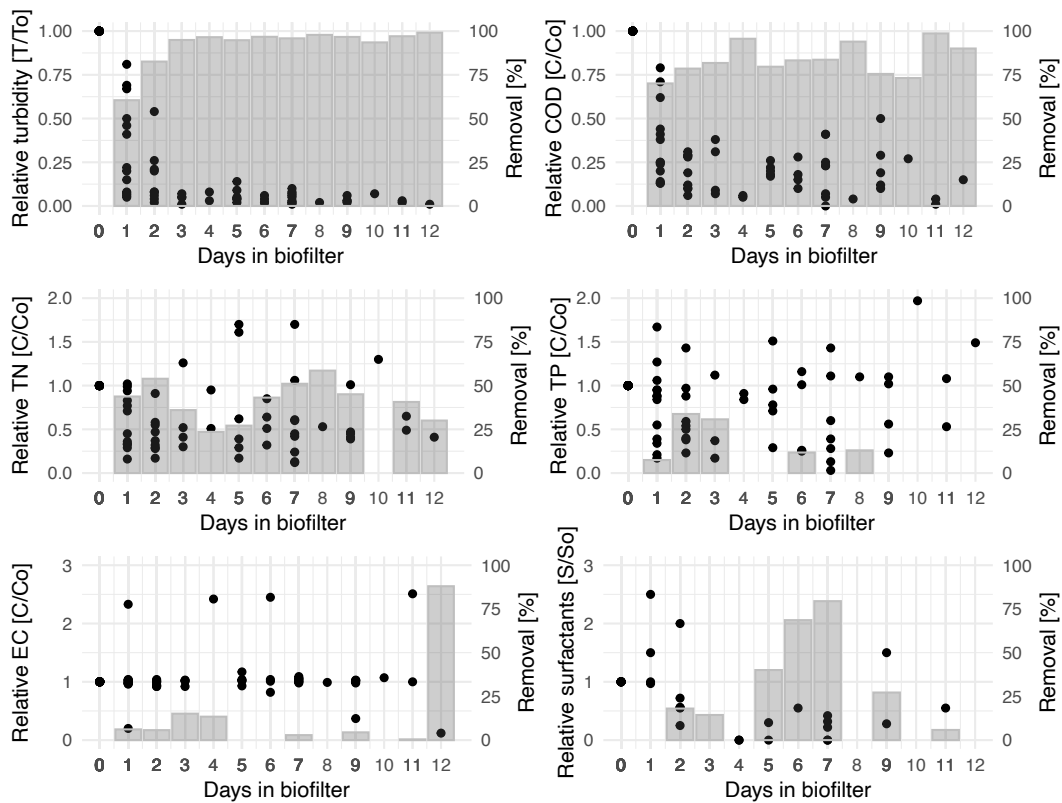 Relative turbidity [T/To]
1.00
0.75
0.50
0.25
0.00
100
75
50
25
0
Removal [%]
0 1 2 3 4 5 6 7 8 9 10 11 12
Days in biofilter
Relative COD [C/Co]
1.00
0.75
0.50
0.25
0.00
100
75
50
25
0
Removal [%]
0 1 2 3 4 5 6 7 8 9 10 11 12
Days in biofilter
Relative TN [C/Co]
2.0
1.5
1.0
0.5
0.0
100
75
50
25
0
Removal [%]
0 1 2 3 4 5 6 7 8 9 10 11 12
Days in biofilter
Relative TP [C/Co]
2.0
1.5
1.0
0.5
0.0
100
75
50
25
0
Removal [%]
0 1 2 3 4 5 6 7 8 9 10 11 12
Days in biofilter
Relative EC [C/Co]
3
2
1
0
100
75
50
25
0
Removal [%]
0 1 2 3 4 5 6 7 8 9 10 11 12
Days in biofilter
Relative surfactants [S/So]
3
2
1
0
100
75
50
25
0
Removal [%]
0 1 2 3 4 5 6 7 8 9 10 11 12
Days in biofilter